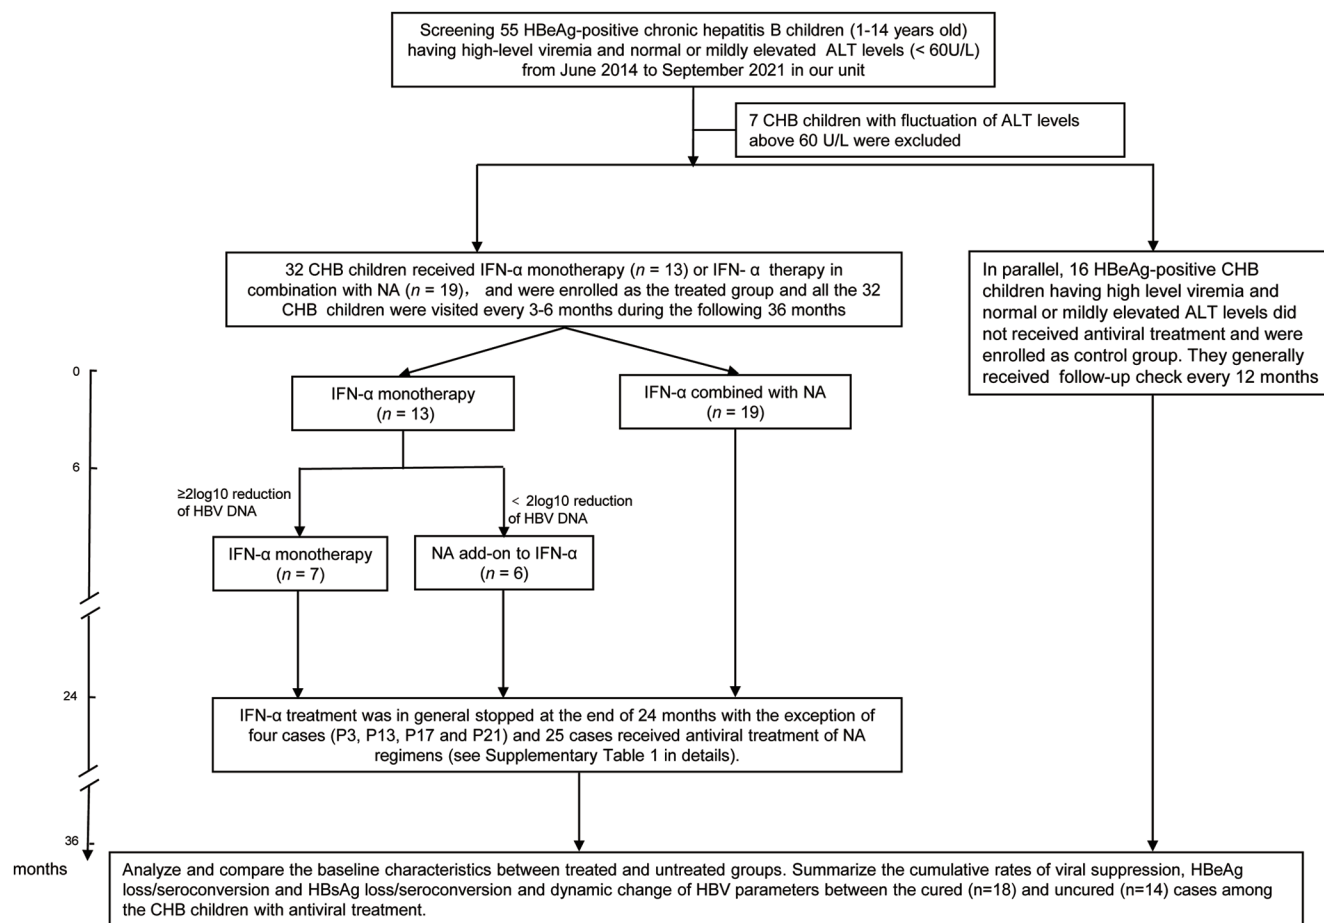 Screening 55 HBeAg-positive chronic hepatitis B children (1-14 years old)
having high-level viremia and normal or mildly elevated ALT levels (< 60U/L)
from June 2014 to September 2021 in our unit
7 CHB children with fluctuation of ALT levels
above 60 U/L were excluded
32 CHB children received IFN-α monotherapy (n = 13) or IFN- α therapy in
combination with NA (n = 19), and were enrolled as the treated group and all the 32
CHB children were visited every 3-6 months during the following 36 months
In parallel, 16 HBeAg-positive CHB
children having high level viremia and
normal or mildly elevated ALT levels did
not received antiviral treatment and were
enrolled as control group. They generally
received follow-up check every 12 months
0
IFN-α monotherapy
(n = 13)
IFN-α combined with NA
(n = 19)
6
≥2log10 reduction
of HBV DNA
< 2log10 reduction
of HBV DNA
IFN-α monotherapy
(n = 7)
NA add-on to IFN-α
(n = 6)
24
IFN-α treatment was in general stopped at the end of 24 months with the exception of
four cases (P3, P13, P17 and P21) and 25 cases received antiviral treatment of NA
regimens (see Supplementary Table 1 in details).
36
months
Analyze and compare the baseline characteristics between treated and untreated groups. Summarize the cumulative rates of viral suppression, HBeAg
loss/seroconversion and HBsAg loss/seroconversion and dynamic change of HBV parameters between the cured (n=18) and uncured (n=14) cases among
the CHB children with antiviral treatment.